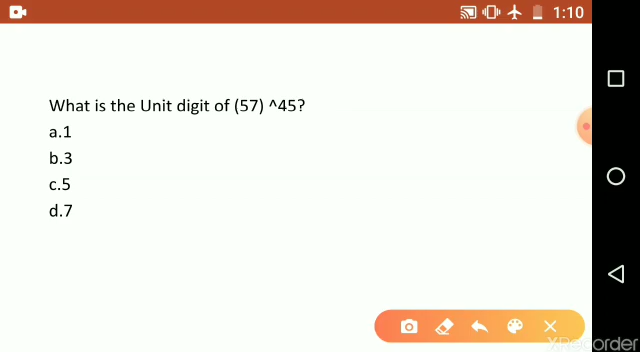 1:10
What is the Unit digit of (57) ^45?
a.1
b.3
c.5
d.7
XRecorder